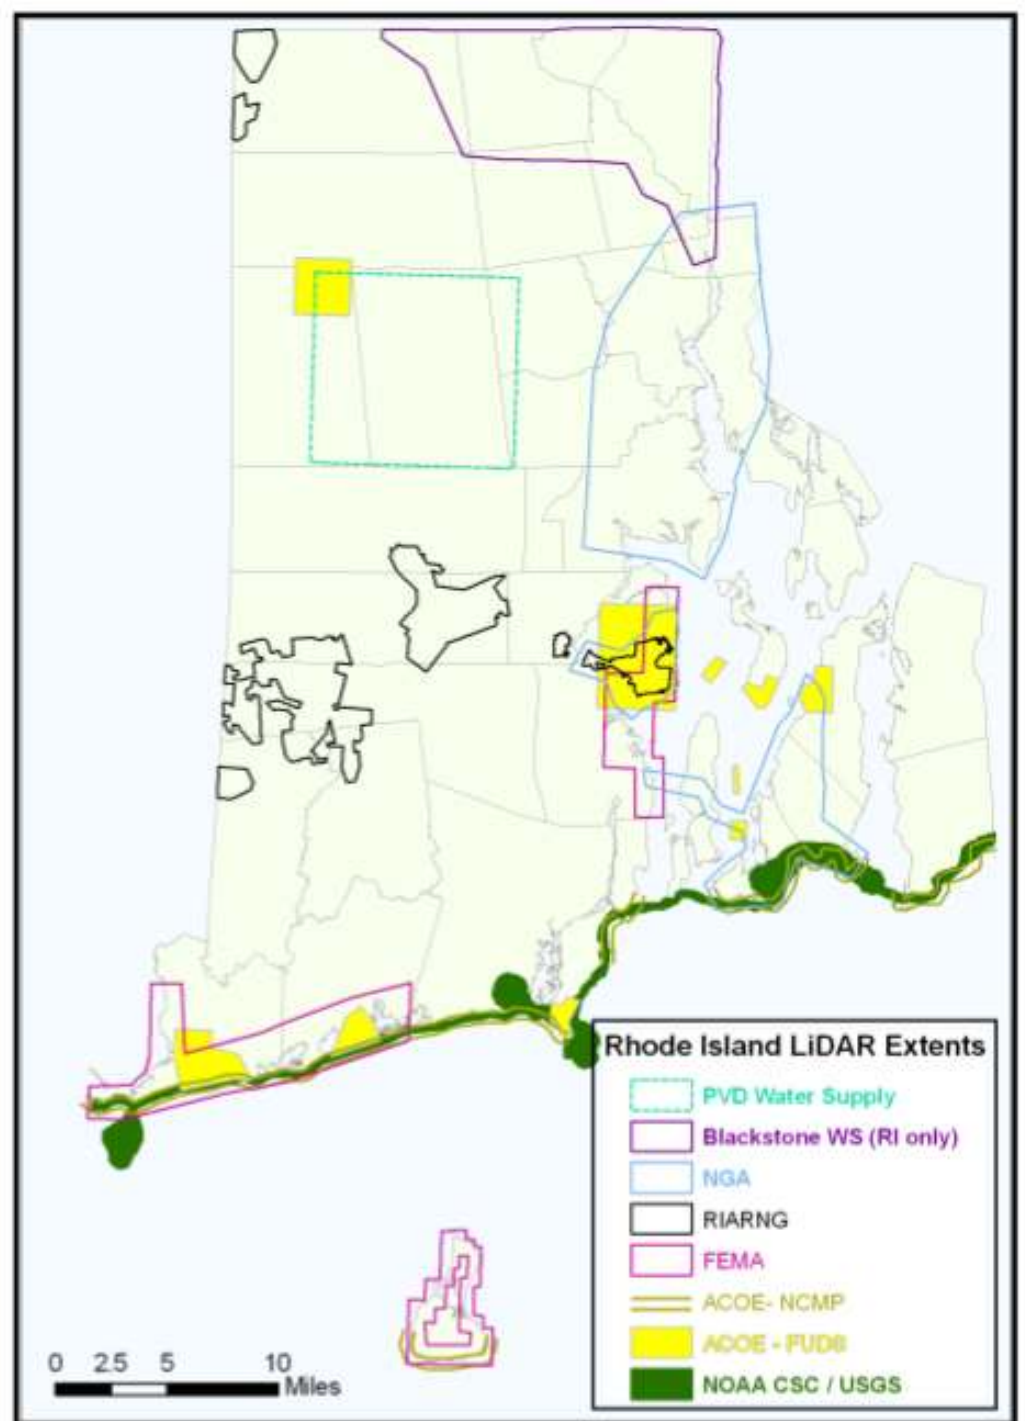 Rhode Island LiDAR Extents
PVD Water Supply
Blackstone WS (RI only)
NGA
RIARNG
FEMA
ACOE- NCMP
ACOE - FUDS
NOAA CSC / USGS
0 2.5 5 10
Miles